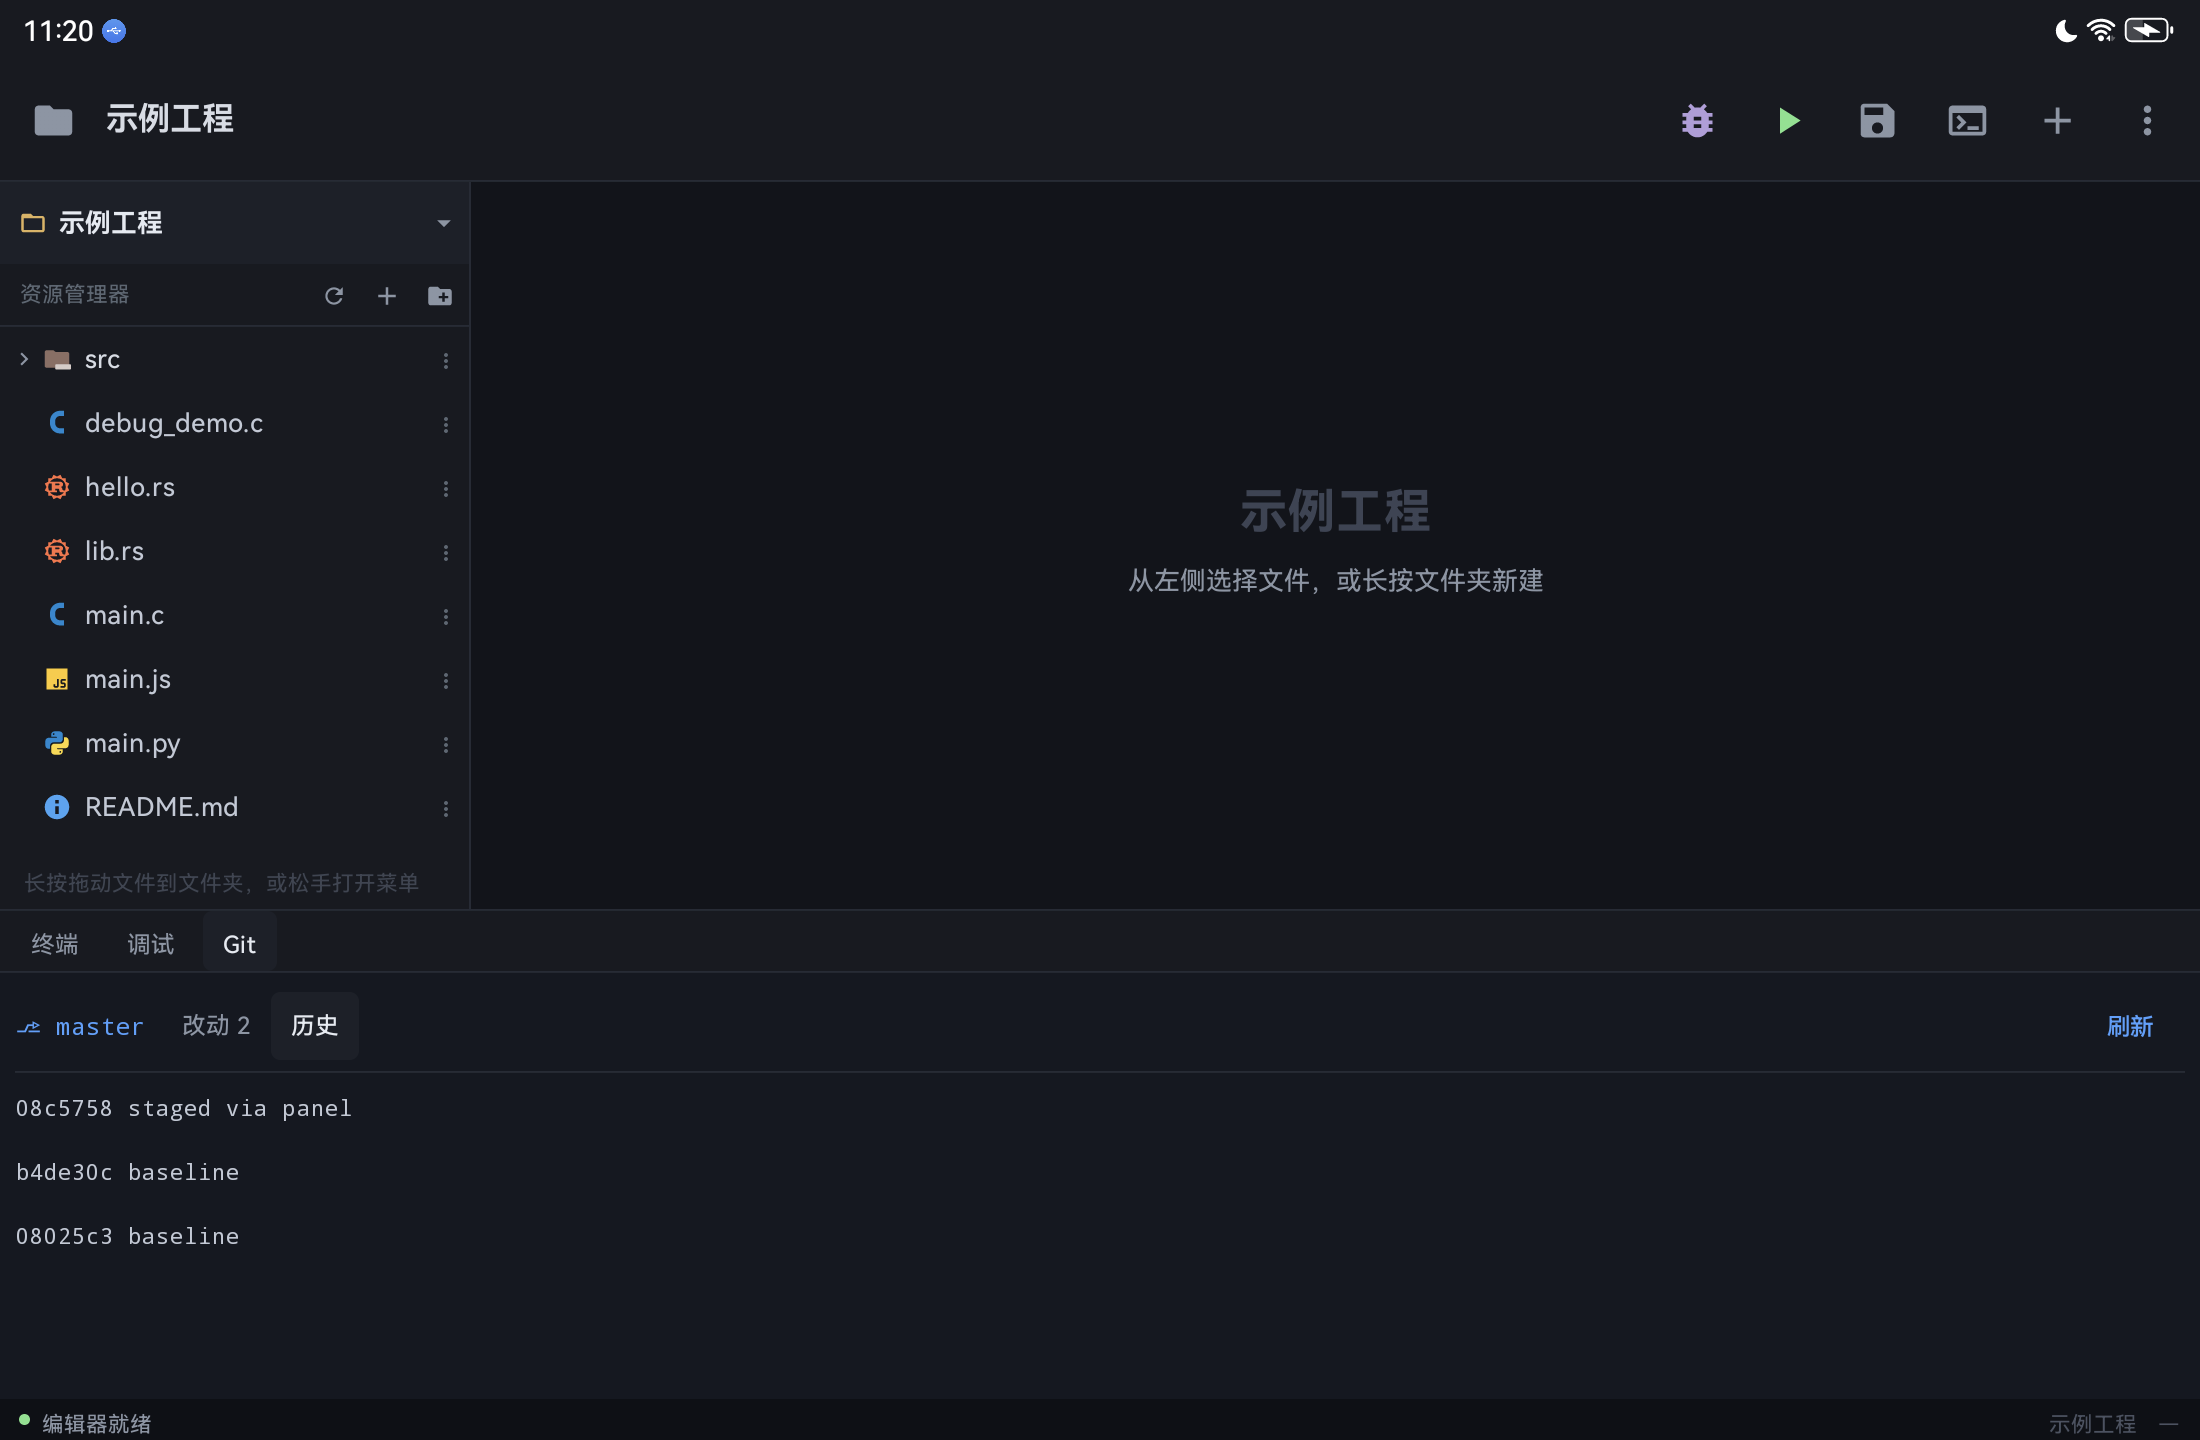 11:20
示例工程
示例工程
资源管理器
src
debug_demo.c
hello.rs
lib.rs
main.c
main.js
main.py
README.md
长按拖动文件到文件夹，或松手打开菜单
示例工程
从左侧选择文件，或长按文件夹新建
终端 调试 Git
master 改动 2 历史 刷新
08c5758 staged via panel
b4de30c baseline
08025c3 baseline
编辑器就绪 示例工程 —